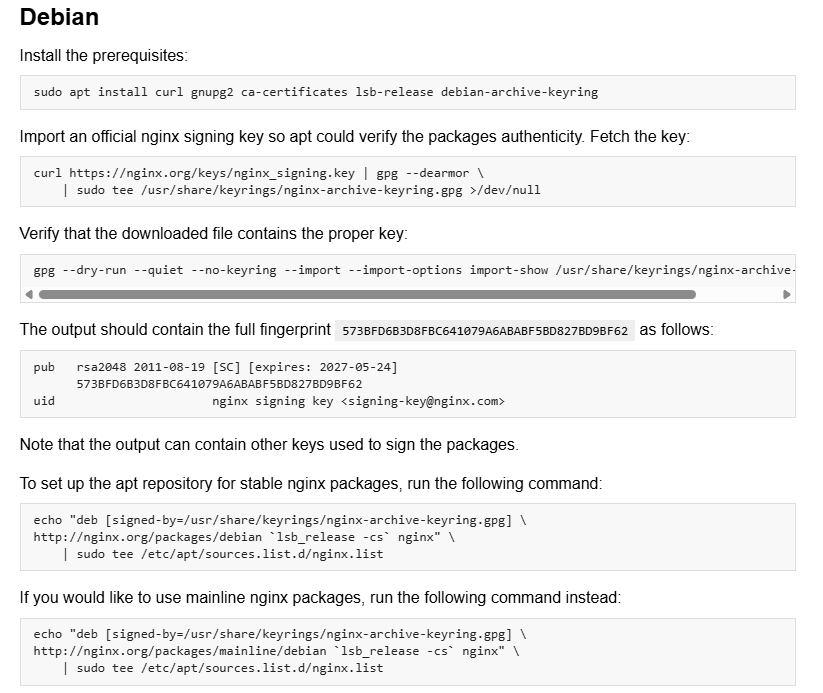 Debian
Install the prerequisites:
sudo apt install curl gnupg2 ca-certificates lsb-release debian-archive-keyring
Import an official nginx signing key so apt could verify the packages authenticity. Fetch the key:
curl https://nginx.org/keys/nginx_signing.key | gpg --dearmor \
    | sudo tee /usr/share/keyrings/nginx-archive-keyring.gpg >/dev/null
Verify that the downloaded file contains the proper key:
gpg --dry-run --quiet --no-keyring --import --import-options import-show /usr/share/keyrings/nginx-archive-
The output should contain the full fingerprint 573BFD6B3D8FBC641079A6ABABF5BD827BD9BF62 as follows:
pub   rsa2048 2011-08-19 [SC] [expires: 2027-05-24]
      573BFD6B3D8FBC641079A6ABABF5BD827BD9BF62
uid                      nginx signing key <signing-key@nginx.com>
Note that the output can contain other keys used to sign the packages.
To set up the apt repository for stable nginx packages, run the following command:
echo "deb [signed-by=/usr/share/keyrings/nginx-archive-keyring.gpg] \
http://nginx.org/packages/debian `lsb_release -cs` nginx" \
    | sudo tee /etc/apt/sources.list.d/nginx.list
If you would like to use mainline nginx packages, run the following command instead:
echo "deb [signed-by=/usr/share/keyrings/nginx-archive-keyring.gpg] \
http://nginx.org/packages/mainline/debian `lsb_release -cs` nginx" \
    | sudo tee /etc/apt/sources.list.d/nginx.list